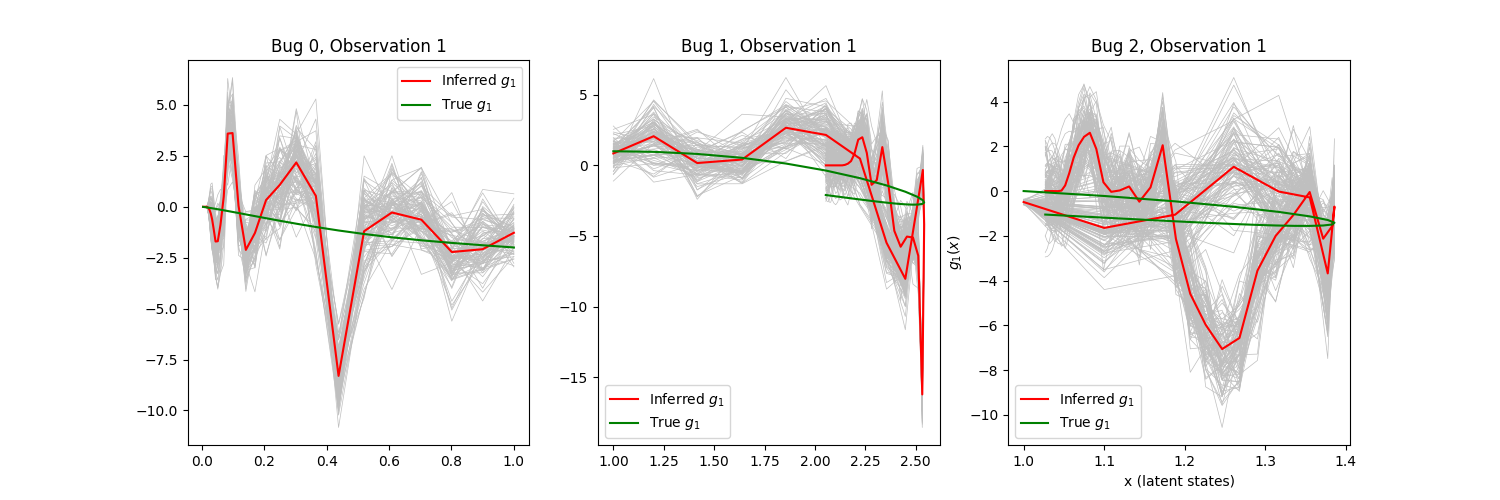 Bug 0, Observation 1
Inferred g₁
True g₁
5.0
2.5
0.0
−2.5
−5.0
−7.5
−10.0
0.0 0.2 0.4 0.6 0.8 1.0
Bug 1, Observation 1
5
0
−5
−10
−15
Inferred g₁
True g₁
1.00 1.25 1.50 1.75 2.00 2.25 2.50
Bug 2, Observation 1
g₁(x)
4
2
0
−2
−4
−6
−8
−10
Inferred g₁
True g₁
1.0 1.1 1.2 1.3 1.4
x (latent states)